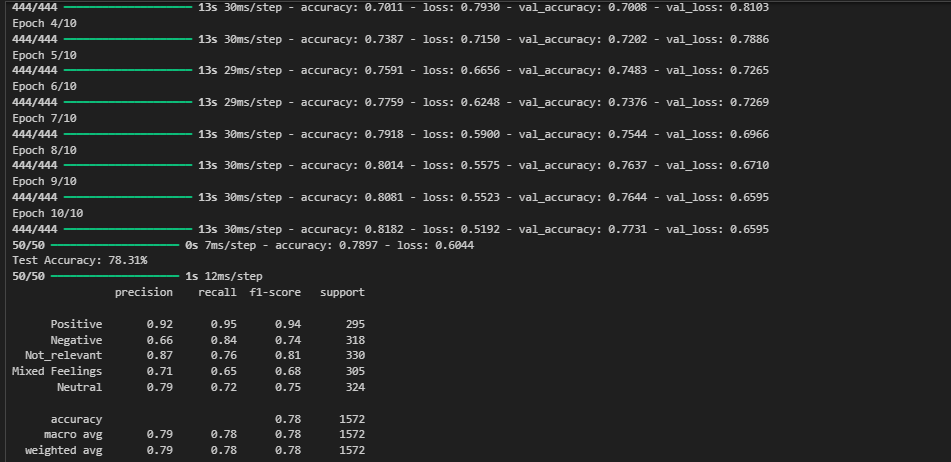 444/444 ━━━━━━━━━━━━━━━━━━━━ 13s 30ms/step - accuracy: 0.7011 - loss: 0.7930 - val_accuracy: 0.7008 - val_loss: 0.8103
Epoch 4/10
444/444 ━━━━━━━━━━━━━━━━━━━━ 13s 30ms/step - accuracy: 0.7387 - loss: 0.7150 - val_accuracy: 0.7202 - val_loss: 0.7886
Epoch 5/10
444/444 ━━━━━━━━━━━━━━━━━━━━ 13s 29ms/step - accuracy: 0.7591 - loss: 0.6656 - val_accuracy: 0.7483 - val_loss: 0.7265
Epoch 6/10
444/444 ━━━━━━━━━━━━━━━━━━━━ 13s 29ms/step - accuracy: 0.7759 - loss: 0.6248 - val_accuracy: 0.7376 - val_loss: 0.7269
Epoch 7/10
444/444 ━━━━━━━━━━━━━━━━━━━━ 13s 30ms/step - accuracy: 0.7918 - loss: 0.5900 - val_accuracy: 0.7544 - val_loss: 0.6966
Epoch 8/10
444/444 ━━━━━━━━━━━━━━━━━━━━ 13s 30ms/step - accuracy: 0.8014 - loss: 0.5575 - val_accuracy: 0.7637 - val_loss: 0.6710
Epoch 9/10
444/444 ━━━━━━━━━━━━━━━━━━━━ 13s 30ms/step - accuracy: 0.8081 - loss: 0.5523 - val_accuracy: 0.7644 - val_loss: 0.6595
Epoch 10/10
444/444 ━━━━━━━━━━━━━━━━━━━━ 13s 30ms/step - accuracy: 0.8182 - loss: 0.5192 - val_accuracy: 0.7731 - val_loss: 0.6595
50/50 ━━━━━━━━━━━━━━━━━━━━ 0s 7ms/step - accuracy: 0.7897 - loss: 0.6044
Test Accuracy: 78.31%
50/50 ━━━━━━━━━━━━━━━━━━━━ 1s 12ms/step
precision recall f1-score support
Positive 0.92 0.95 0.94 295
Negative 0.66 0.84 0.74 318
Not_relevant 0.87 0.76 0.81 330
Mixed Feelings 0.71 0.65 0.68 305
Neutral 0.79 0.72 0.75 324
accuracy 0.78 1572
macro avg 0.79 0.78 0.78 1572
weighted avg 0.79 0.78 0.78 1572